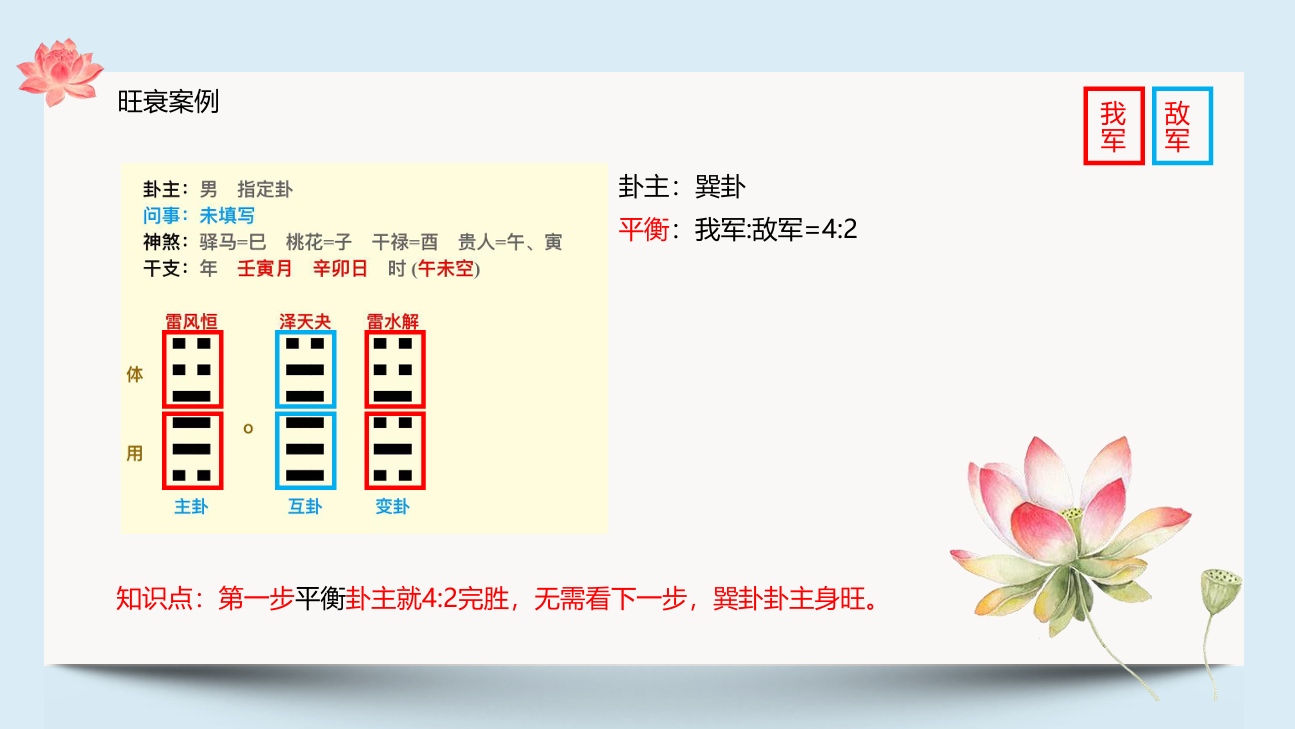 旺衰案例
我军
敌军
卦主：男 指定卦
问事：未填写
神煞：驿马=巳 桃花=子 干禄=酉 贵人=午、寅
干支：年 壬寅月 辛卯日 时 (午未空)
雷风恒 泽天夬 雷水解
体
o
用
主卦 互卦 变卦
卦主：巽卦
平衡：我军:敌军=4:2
知识点：第一步平衡卦主就4:2完胜，无需看下一步，巽卦卦主身旺。